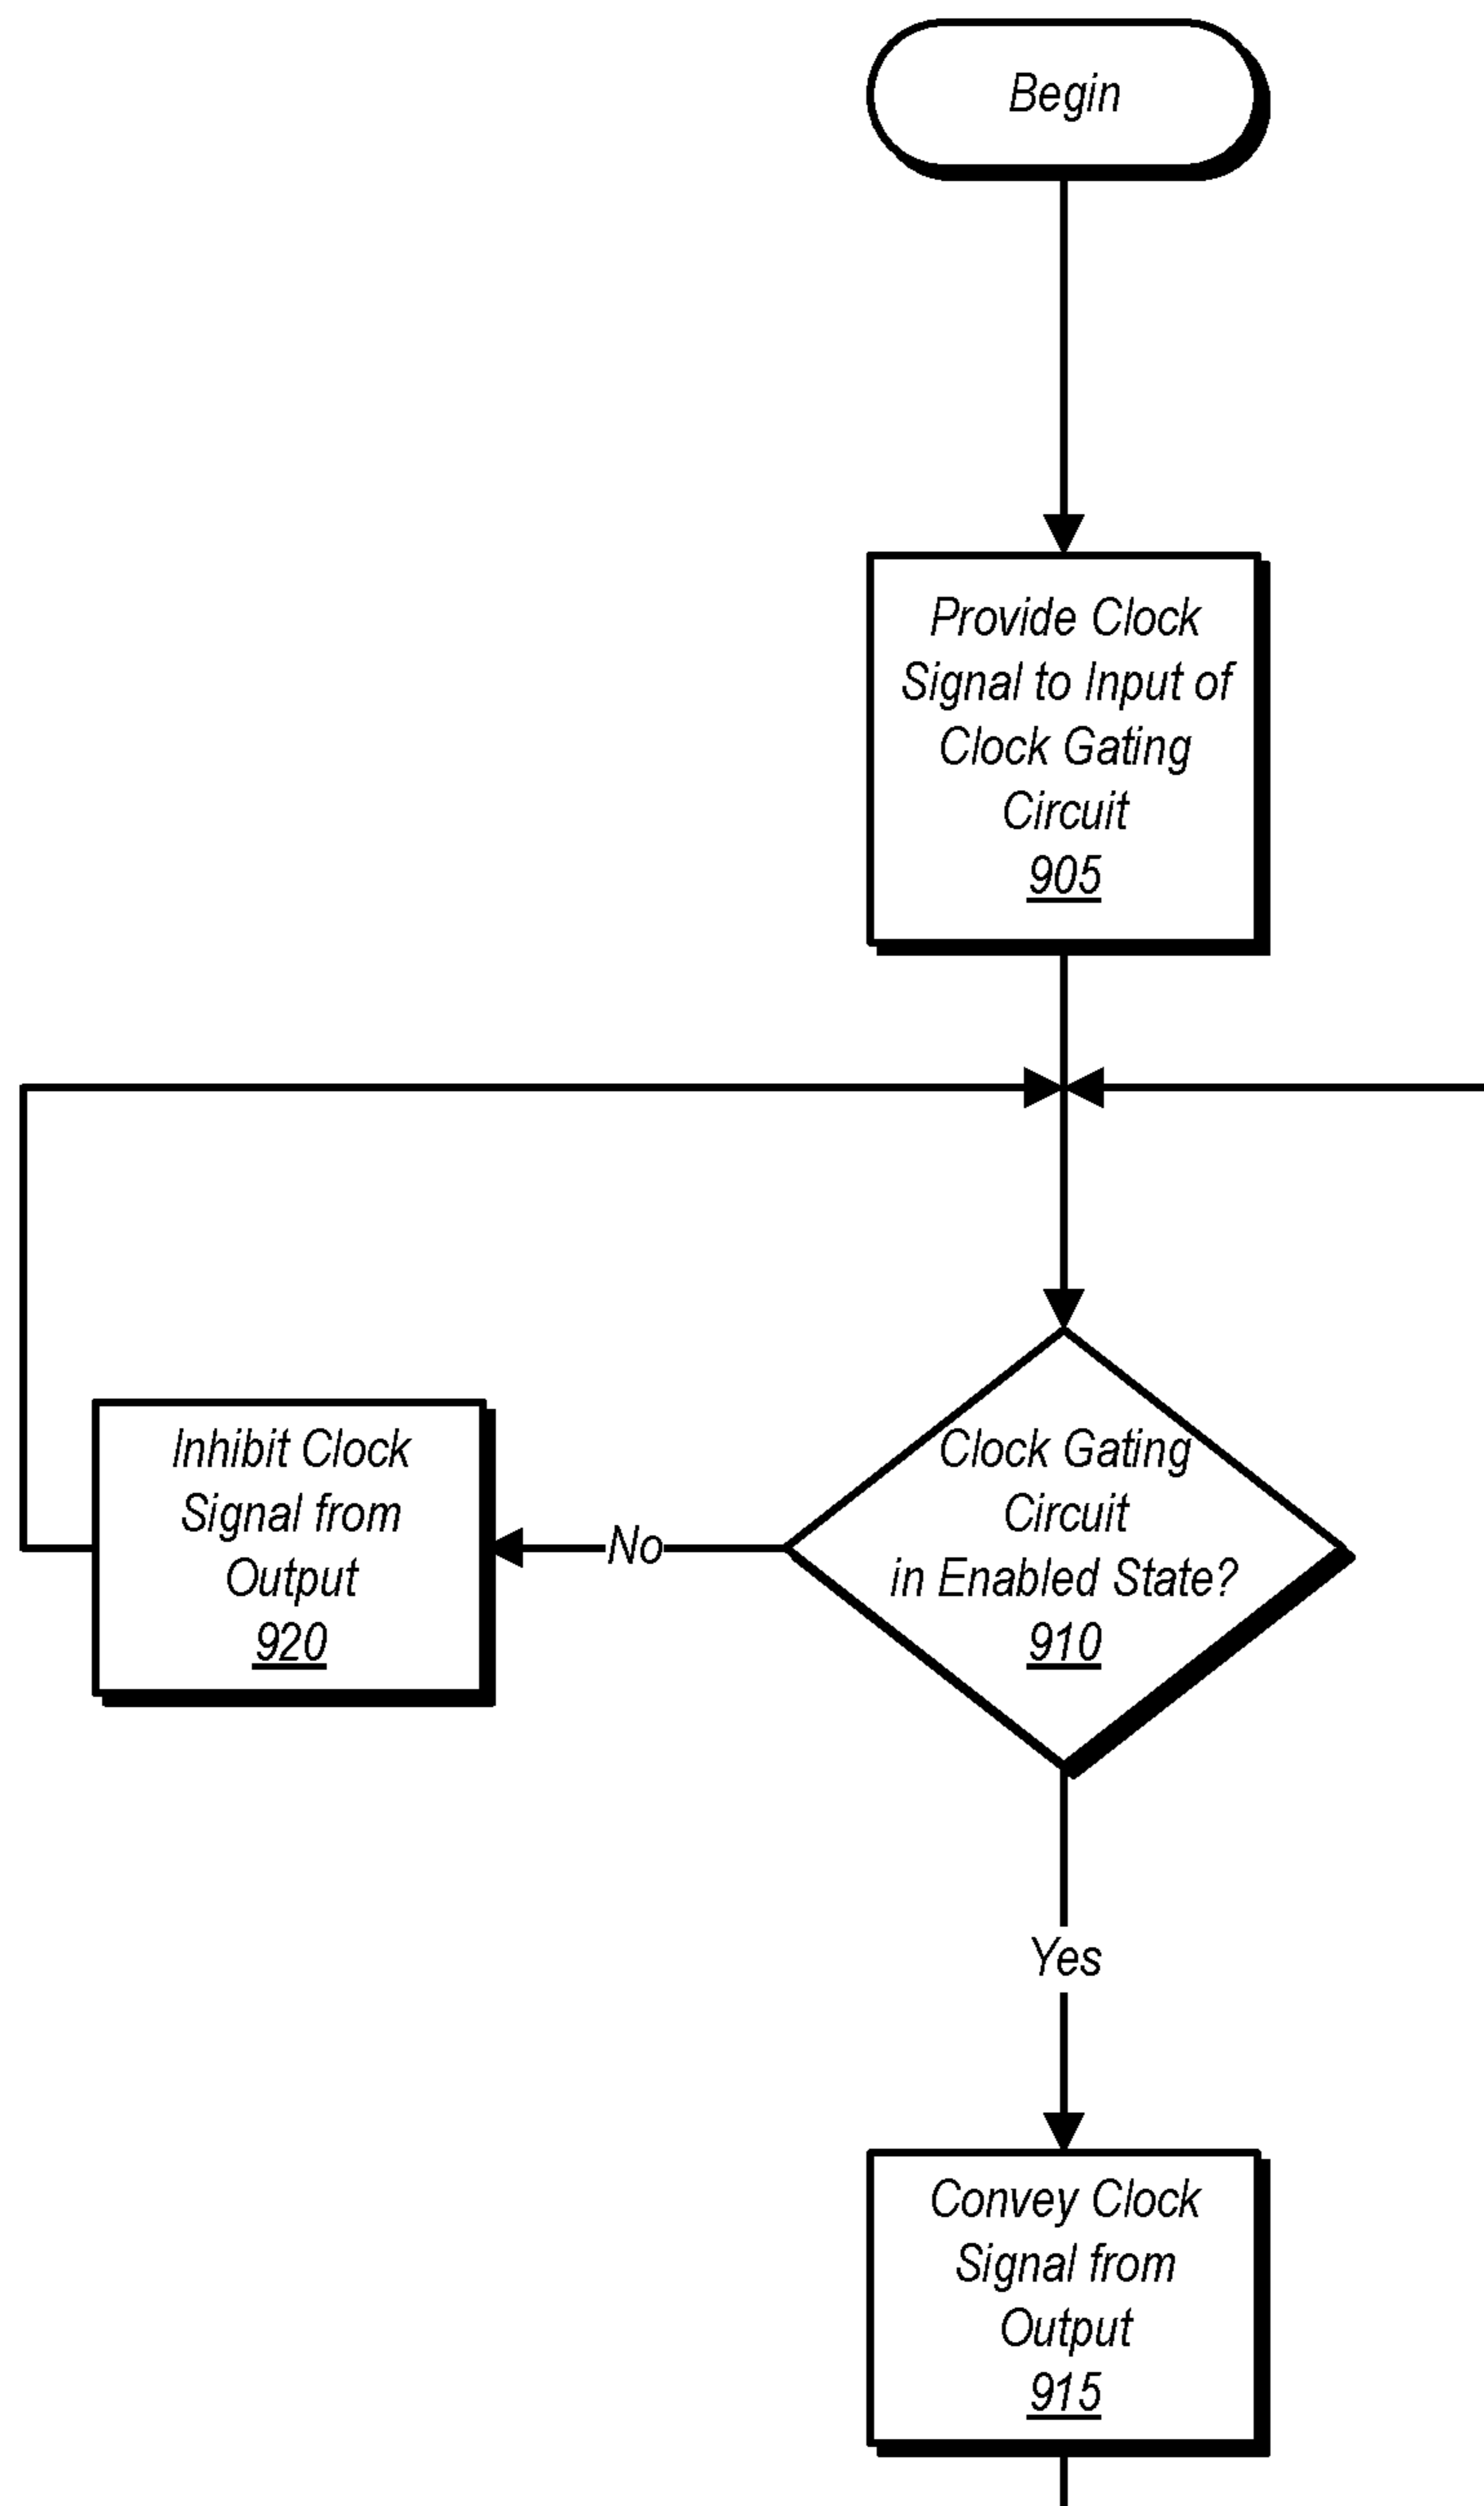 Begin
Provide Clock
Signal to Input of
Clock Gating
Circuit
905
Clock Gating
Circuit
in Enabled State?
910
No
Inhibit Clock
Signal from
Output
920
Yes
Convey Clock
Signal from
Output
915